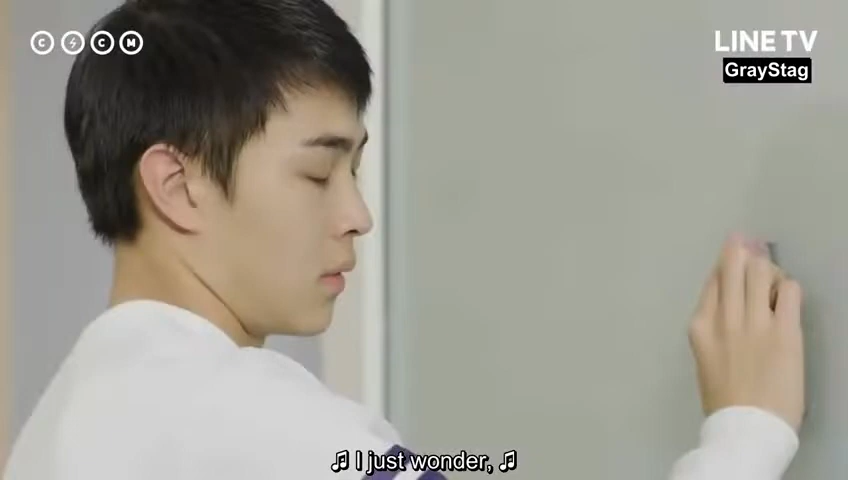 C C M
LINE TV
GrayStag
♫ I just wonder, ♫